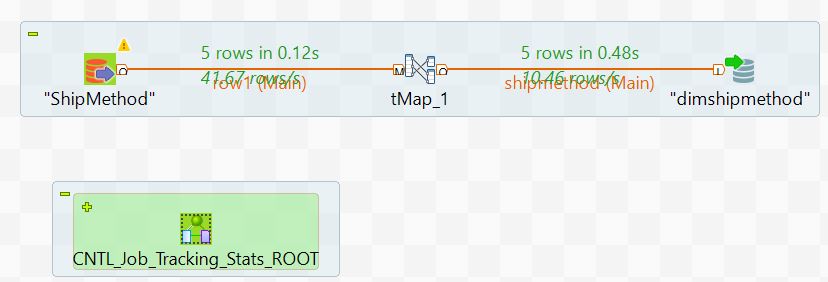 5 rows in 0.12s
41.67 rows/s
row1 (Main)
5 rows in 0.48s
10.46 rows/s
shipmethod (Main)
"ShipMethod"
tMap_1
"dimshipmethod"
CNTL_Job_Tracking_Stats_ROOT